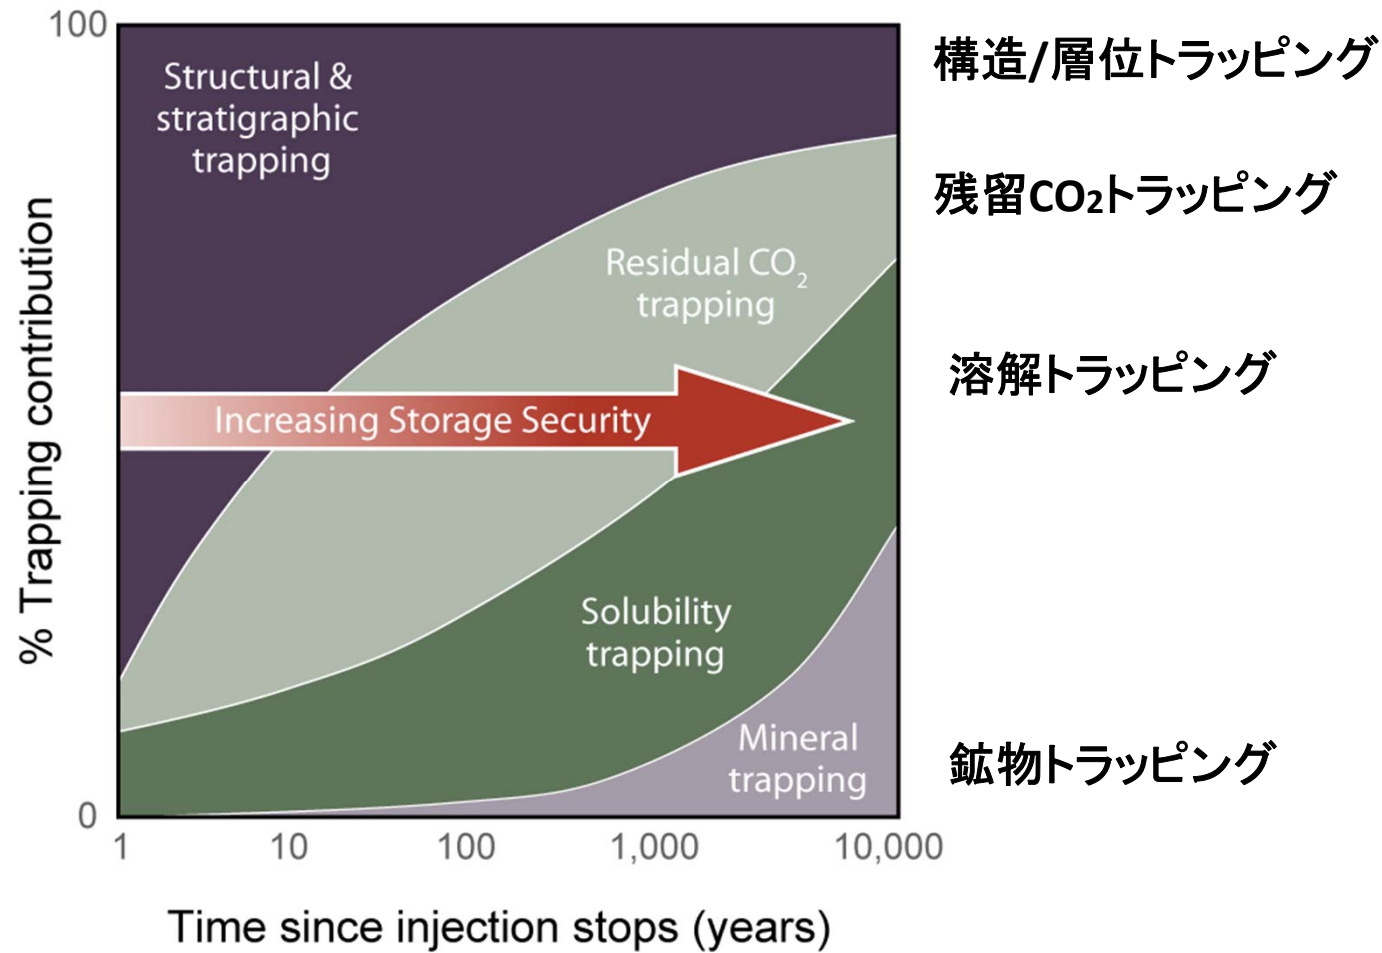 100
Structural &
stratigraphic
trapping
構造/層位トラッピング
残留CO₂トラッピング
Residual CO₂
trapping
溶解トラッピング
Increasing Storage Security
% Trapping contribution
Solubility
trapping
Mineral
trapping
鉱物トラッピング
0
1 10 100 1,000 10,000
Time since injection stops (years)